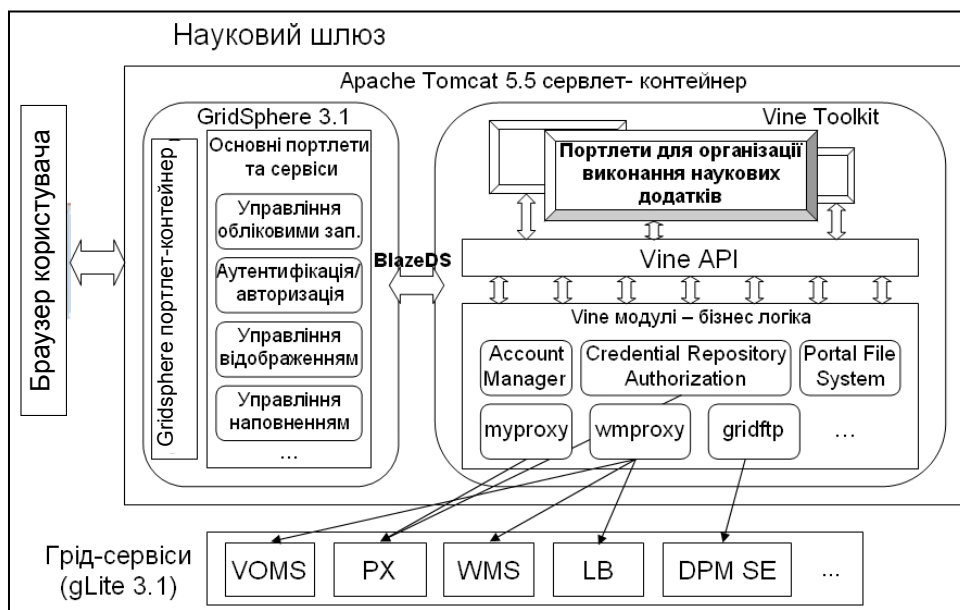 Науковий шлюз
Apache Tomcat 5.5 сервлет- контейнер
Браузер користувача
GridSphere 3.1
Gridsphere портлет-контейнер
Основні портлети
та сервіси
Управління
обліковими зап.
Аутентифікація/
авторизація
Управління
відображенням
Управління
наповненням
...
BlazeDS
Vine Toolkit
Портлети для організації
виконання наукових
додатків
Vine API
Vine модулі – бізнес логіка
Account
Manager
Credential Repository
Authorization
Portal File
System
myproxy
wmproxy
gridftp
...
Грід-сервіси
(gLite 3.1)
VOMS
PX
WMS
LB
DPM SE
...